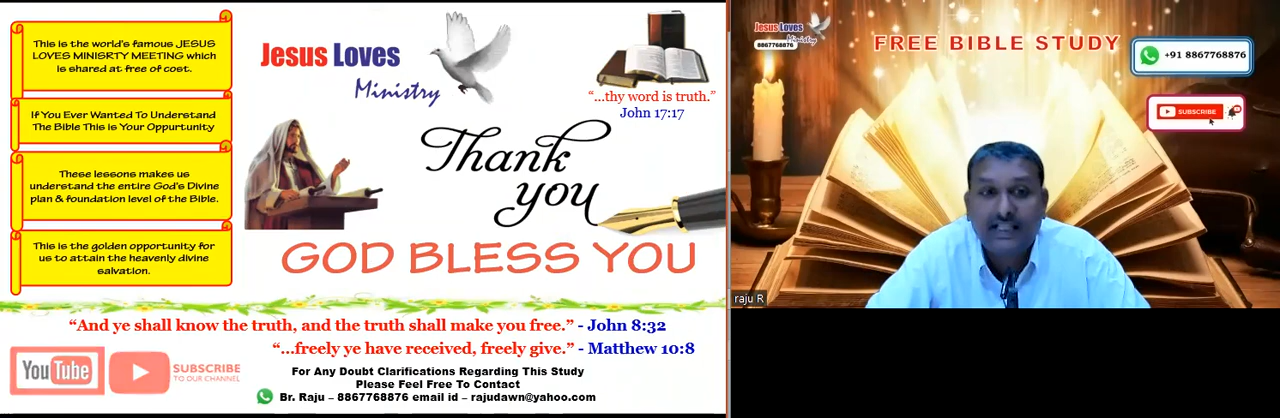 This is the world's famous JESUS
LOVES MINISRTY MEETING which
is shared at free of cost.
If You Ever Wanted To Understand
The Bible This is Your Oppurtunity
These lessons makes us
understand the entire God's Divine
plan & foundation level of the Bible.
This is the golden opportunity for
us to attain the heavenly divine
salvation.
Jesus Loves
Ministry
"...thy word is truth."
John 17:17
Thank
you
GOD BLESS YOU
"And ye shall know the truth, and the truth shall make you free." - John 8:32
"...freely ye have received, freely give." - Matthew 10:8
YouTube
SUBSCRIBE
TO OUR CHANNEL
For Any Doubt Clarifications Regarding This Study
Please Feel Free To Contact
Br. Raju – 8867768876 email id – rajudawn@yahoo.com
Jesus Loves
Ministry
8867768876
FREE BIBLE STUDY
+91 8867768876
SUBSCRIBE
raju R